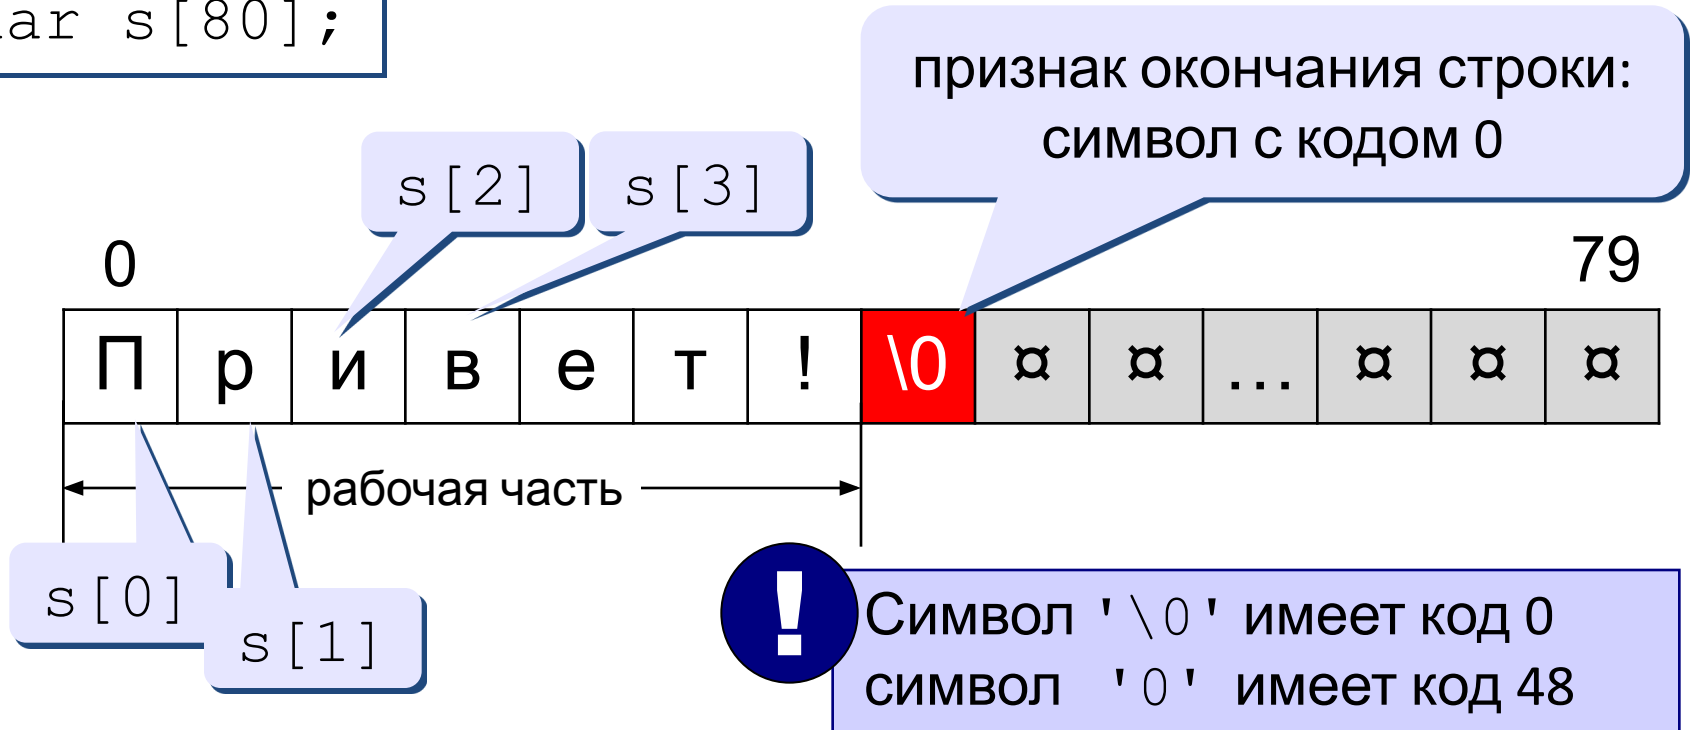 ar s[80];
признак окончания строки:
символ с кодом 0
s[2] s[3]
0 79
П р и в е т ! \0 ¤ ¤ … ¤ ¤ ¤
рабочая часть
s[0]
s[1]
!
Символ '\0' имеет код 0
символ '0' имеет код 48